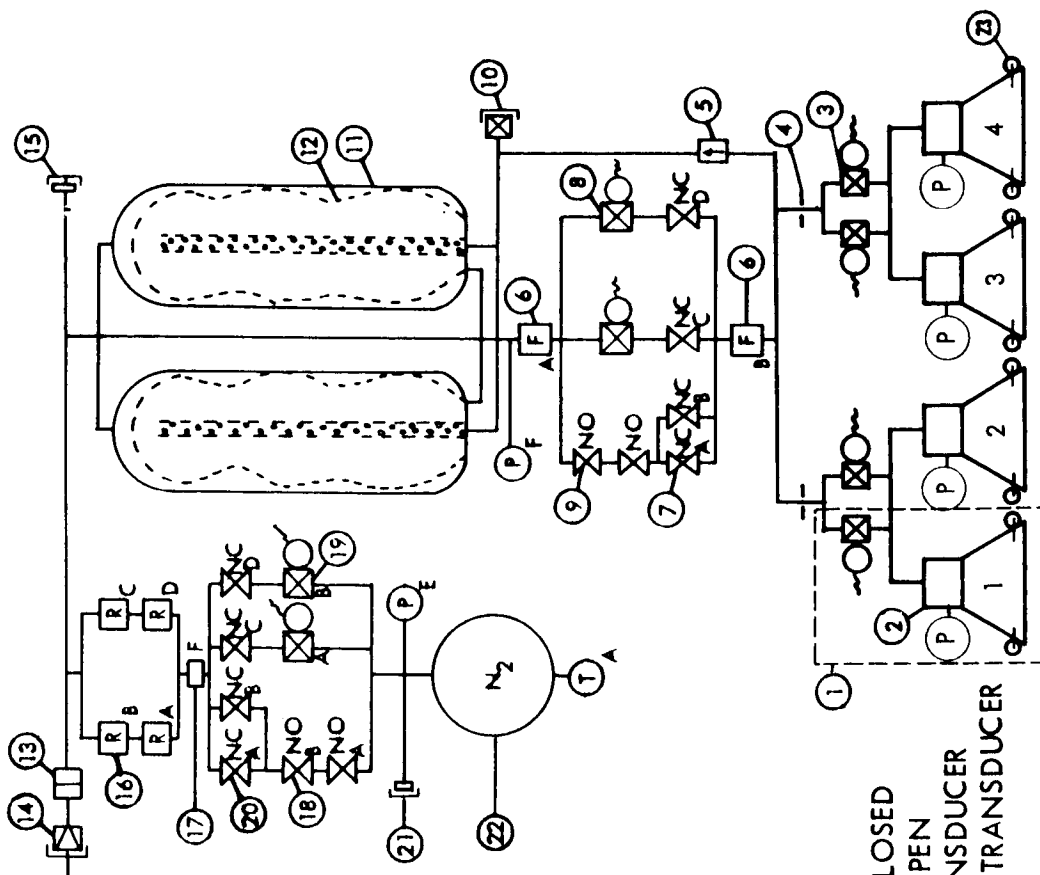 15
14
13
16
R
B
R
A
R
C
R
D
12
11
10
17
F
20
NC
A
NC
B
NC
C
NC
D
18
NO
B
NO
A
A
B
19
21
P
E
N2
22
T
A
P
F
6
F
A
9
NO
NO
7
NC
A
NC
B
NC
C
NC
D
8
5
6
F
B
4
3
1
2
P
P
P
P
1
2
3
4
23
LOSED
PEN
NSDUCER
TRANSDUCER